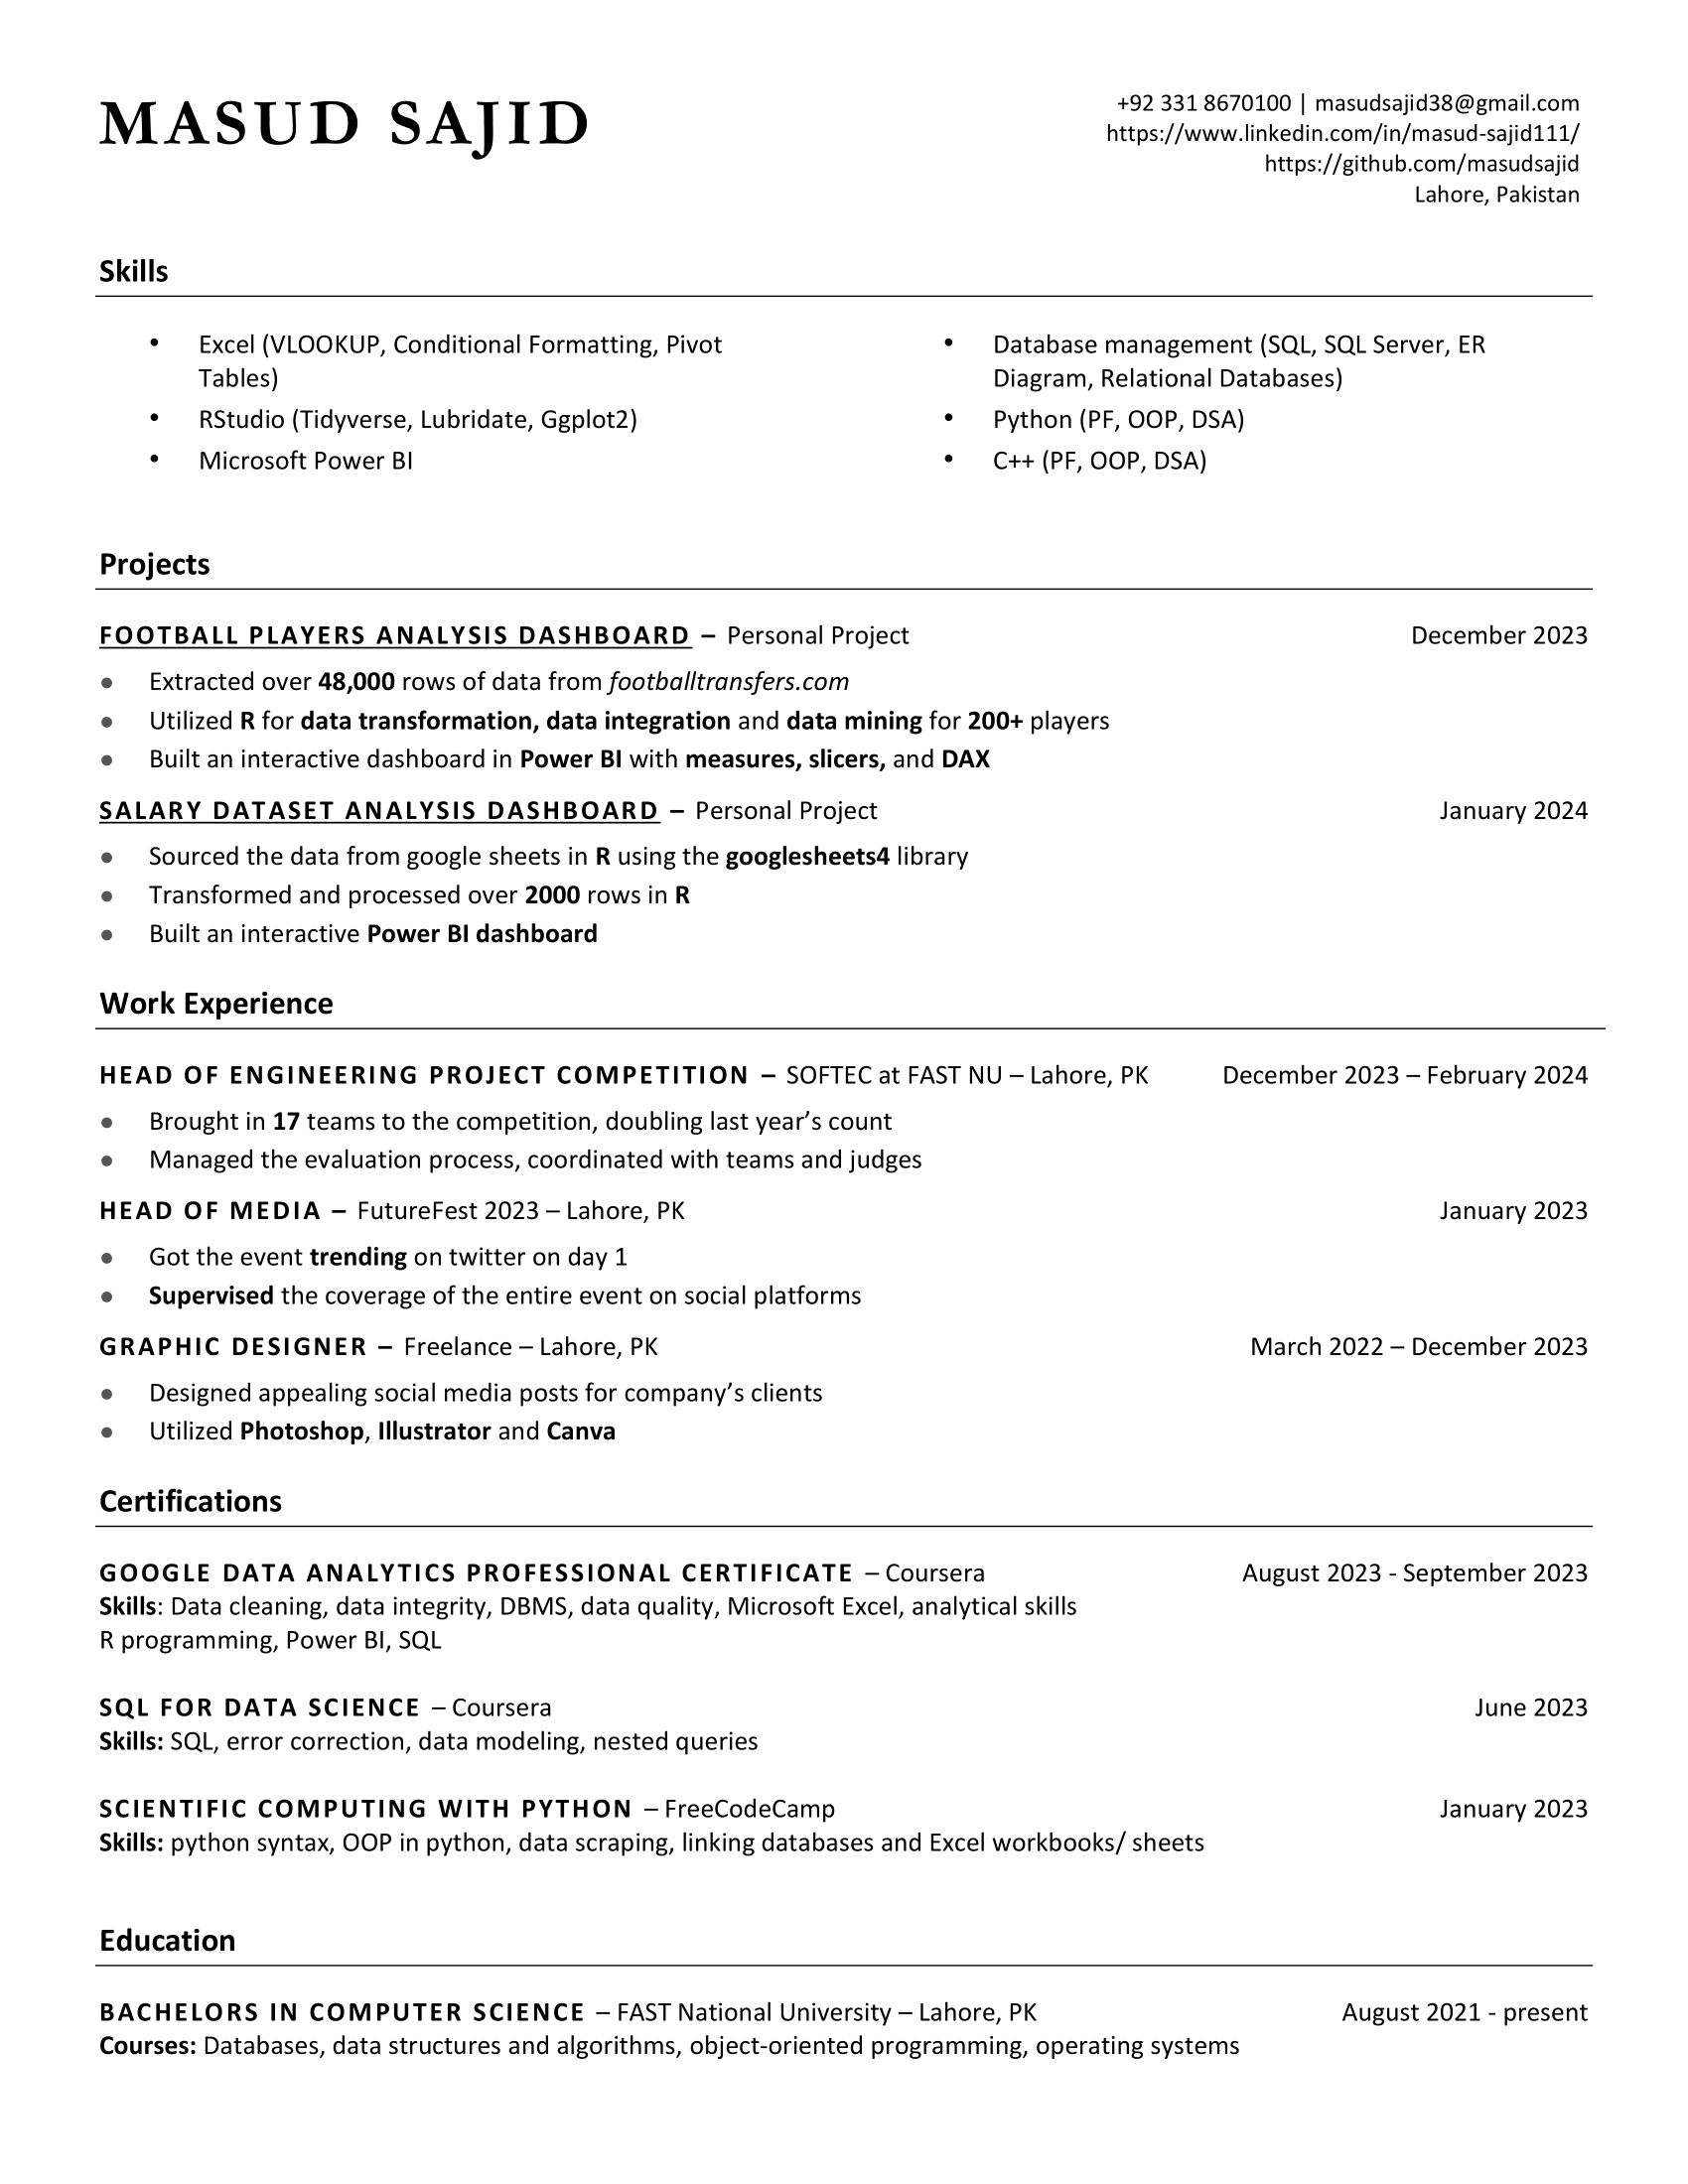 MASUD SAJID
+92 331 8670100 | masudsajid38@gmail.com
https://www.linkedin.com/in/masud-sajid111/
https://github.com/masudsajid
Lahore, Pakistan
Skills
• Excel (VLOOKUP, Conditional Formatting, Pivot
Tables)
• RStudio (Tidyverse, Lubridate, Ggplot2)
• Microsoft Power BI
• Database management (SQL, SQL Server, ER
Diagram, Relational Databases)
• Python (PF, OOP, DSA)
• C++ (PF, OOP, DSA)
Projects
FOOTBALL PLAYERS ANALYSIS DASHBOARD – Personal Project December 2023
● Extracted over 48,000 rows of data from footballtransfers.com
● Utilized R for data transformation, data integration and data mining for 200+ players
● Built an interactive dashboard in Power BI with measures, slicers, and DAX
SALARY DATASET ANALYSIS DASHBOARD – Personal Project January 2024
● Sourced the data from google sheets in R using the googlesheets4 library
● Transformed and processed over 2000 rows in R
● Built an interactive Power BI dashboard
Work Experience
HEAD OF ENGINEERING PROJECT COMPETITION – SOFTEC at FAST NU – Lahore, PK December 2023 – February 2024
● Brought in 17 teams to the competition, doubling last year’s count
● Managed the evaluation process, coordinated with teams and judges
HEAD OF MEDIA – FutureFest 2023 – Lahore, PK January 2023
● Got the event trending on twitter on day 1
● Supervised the coverage of the entire event on social platforms
GRAPHIC DESIGNER – Freelance – Lahore, PK March 2022 – December 2023
● Designed appealing social media posts for company’s clients
● Utilized Photoshop, Illustrator and Canva
Certifications
GOOGLE DATA ANALYTICS PROFESSIONAL CERTIFICATE – Coursera August 2023 - September 2023
Skills: Data cleaning, data integrity, DBMS, data quality, Microsoft Excel, analytical skills
R programming, Power BI, SQL
SQL FOR DATA SCIENCE – Coursera June 2023
Skills: SQL, error correction, data modeling, nested queries
SCIENTIFIC COMPUTING WITH PYTHON – FreeCodeCamp January 2023
Skills: python syntax, OOP in python, data scraping, linking databases and Excel workbooks/ sheets
Education
BACHELORS IN COMPUTER SCIENCE – FAST National University – Lahore, PK August 2021 - present
Courses: Databases, data structures and algorithms, object-oriented programming, operating systems